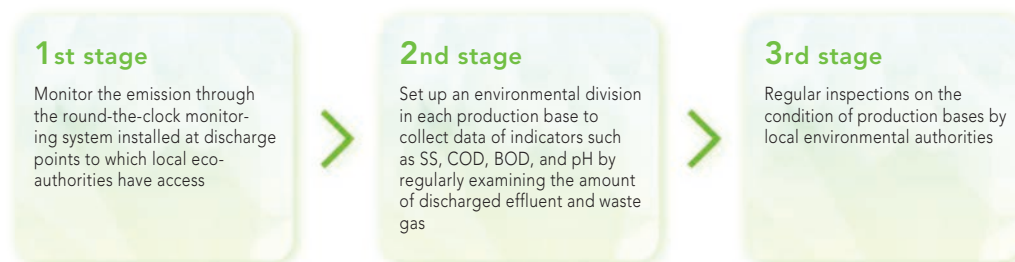 1st stage
Monitor the emission through
the round-the-clock monitor-
ing system installed at discharge
points to which local eco-
authorities have access
2nd stage
Set up an environmental division
in each production base to
collect data of indicators such
as SS, COD, BOD, and pH by
regularly examining the amount
of discharged effluent and waste
gas
3rd stage
Regular inspections on the
condition of production bases by
local environmental authorities